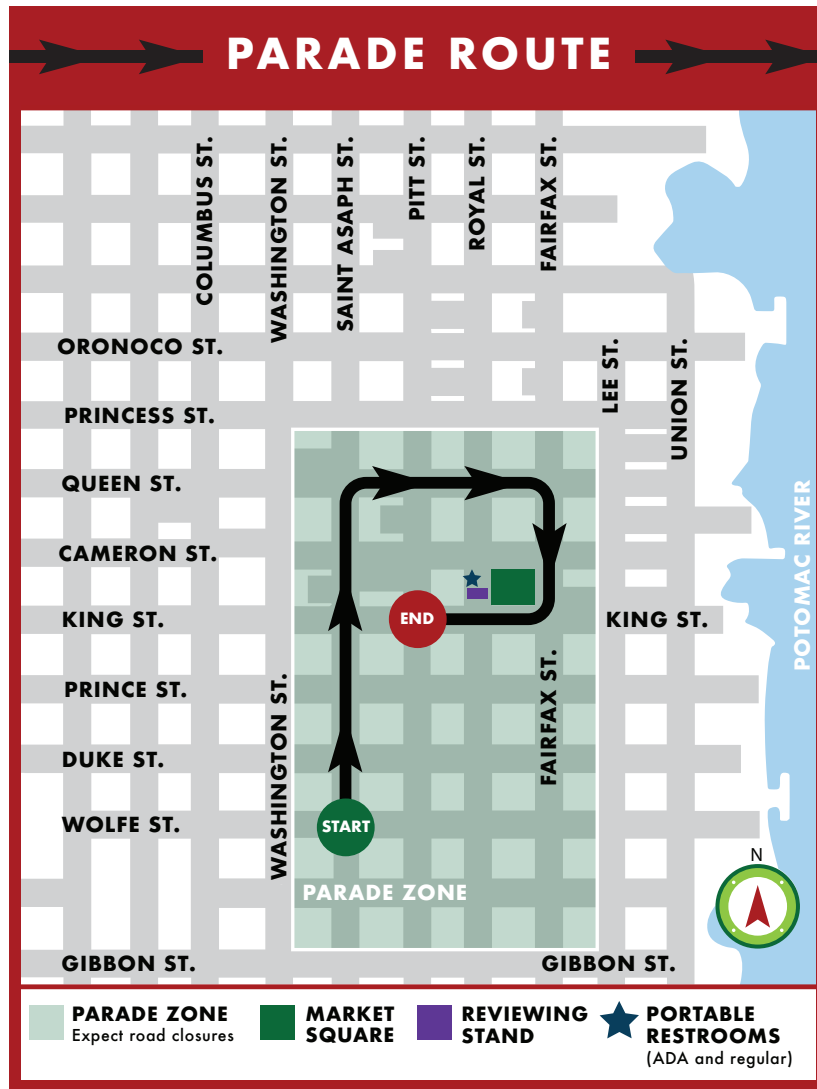 PARADE ROUTE
COLUMBUS ST.
WASHINGTON ST.
SAINT ASAPH ST.
PITT ST.
ROYAL ST.
FAIRFAX ST.
ORONOCO ST.
LEE ST.
UNION ST.
PRINCESS ST.
QUEEN ST.
CAMERON ST.
POTOMAC RIVER
KING ST.
END
KING ST.
PRINCE ST.
WASHINGTON ST.
FAIRFAX ST.
DUKE ST.
WOLFE ST.
START
N
PARADE ZONE
GIBBON ST.
GIBBON ST.
PARADE ZONE
Expect road closures
MARKET
SQUARE
REVIEWING
STAND
PORTABLE
RESTROOMS
(ADA and regular)